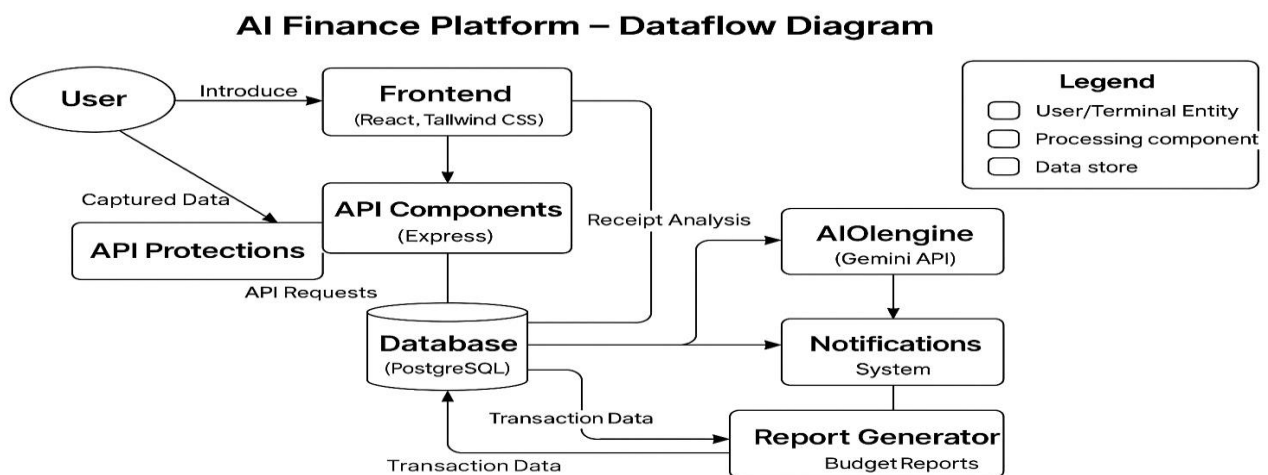 AI Finance Platform – Dataflow Diagram
User
Introduce
Frontend
(React, Tallwind CSS)
Legend
User/Terminal Entity
Processing component
Data store
Captured Data
API Components
(Express)
API Protections
API Requests
Receipt Analysis
AIOlengine
(Gemini API)
Database
(PostgreSQL)
Notifications
System
Transaction Data
Report Generator
Budget Reports
Transaction Data